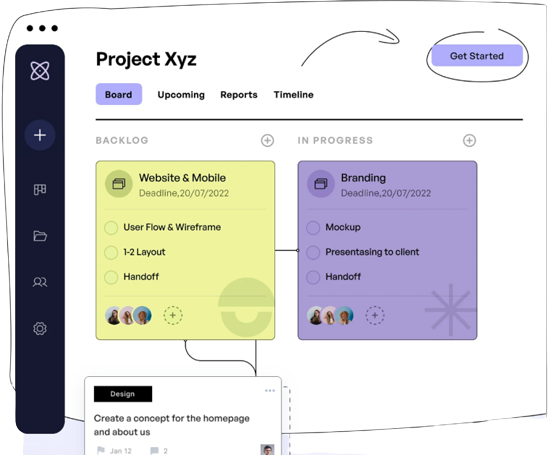 Project Xyz
Get Started
Board
Upcoming
Reports
Timeline
BACKLOG
IN PROGRESS
Website & Mobile
Deadline,20/07/2022
User Flow & Wireframe
1-2 Layout
Handoff
Branding
Deadline,20/07/2022
Mockup
Presentasing to client
Handoff
Design
Create a concept for the homepage
and about us
Jan 12
2